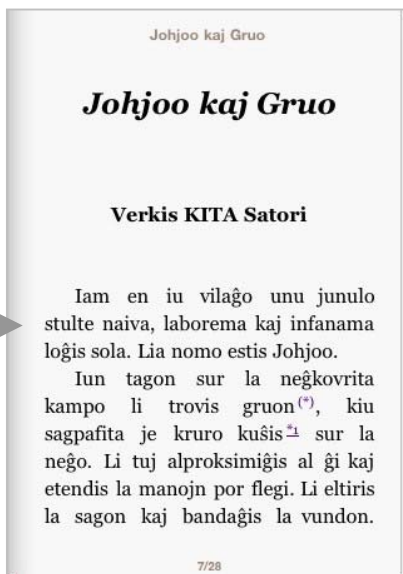 Johjoo kaj Gruo
Johjoo kaj Gruo
Verkis KITA Satori
Iam en iu vilaĝo unu junulo
stulte naiva, laborema kaj infanama
loĝis sola. Lia nomo estis Johjoo.
Iun tagon sur la neĝkovrita
kampo li trovis gruon(*), kiu
sagpafita je kruro kuŝis*1 sur la
neĝo. Li tuj alproksimiĝis al ĝi kaj
etendis la manojn por flegi. Li eltiris
la sagon kaj bandaĝis la vundon.
7/28